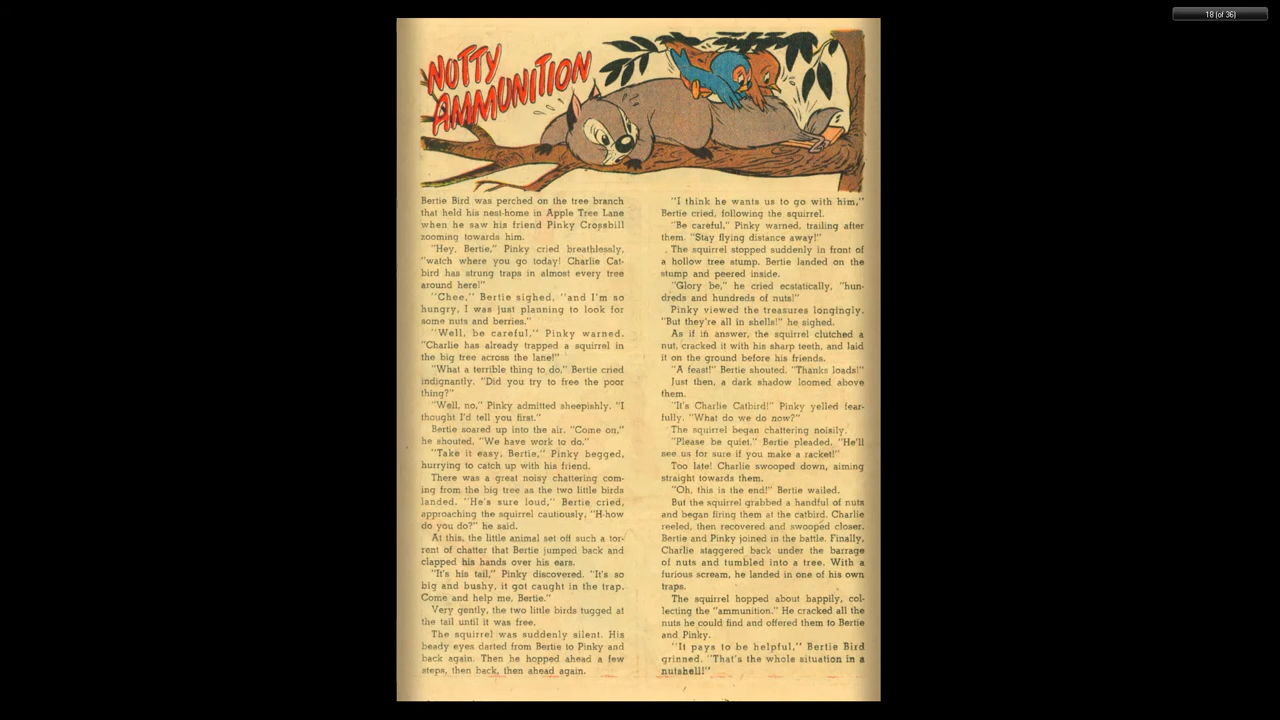 18 (of 36)
NUTTY
AMMUNITION
Bertie Bird was perched on the tree branch
that held his nest-home in Apple Tree Lane
when he saw his friend Pinky Crossbill
zooming towards him.
"Hey, Bertie," Pinky cried breathlessly,
"watch where you go today! Charlie Cat-
bird has strung traps in almost every tree
around here!"
"Chee," Bertie sighed, "and I'm so
hungry, I was just planning to look for
some nuts and berries."
"Well, be careful," Pinky warned.
"Charlie has already trapped a squirrel in
the big tree across the lane!"
"What a terrible thing to do," Bertie cried
indignantly. "Did you try to free the poor
thing?"
"Well, no," Pinky admitted sheepishly. "I
thought I'd tell you first."
Bertie soared up into the air. "Come on,"
he shouted, "We have work to do."
"Take it easy, Bertie," Pinky begged,
hurrying to catch up with his friend.
There was a great noisy chattering com-
ing from the big tree as the two little birds
landed. "He's sure loud," Bertie cried,
approaching the squirrel cautiously, "H-how
do you do?" he said.
At this, the little animal set off such a tor-
rent of chatter that Bertie jumped back and
clapped his hands over his ears.
"It's his tail," Pinky discovered. "It's so
big and bushy, it got caught in the trap.
Come and help me, Bertie."
Very gently, the two little birds tugged at
the tail until it was free.
The squirrel was suddenly silent. His
beady eyes darted from Bertie to Pinky and
back again. Then he hopped ahead a few
steps, then back, then ahead again.
"I think he wants us to go with him,"
Bertie cried, following the squirrel.
"Be careful," Pinky warned, trailing after
them. "Stay flying distance away!"
The squirrel stopped suddenly in front of
a hollow tree stump. Bertie landed on the
stump and peered inside.
"Glory be," he cried ecstatically, "hun-
dreds and hundreds of nuts!"
Pinky viewed the treasures longingly.
"But they're all in shells!" he sighed.
As if in answer, the squirrel clutched a
nut, cracked it with his sharp teeth, and laid
it on the ground before his friends.
"A feast!" Bertie shouted. "Thanks loads!"
Just then, a dark shadow loomed above
them.
"It's Charlie Catbird!" Pinky yelled fear-
fully. "What do we do now?"
The squirrel began chattering noisily.
"Please be quiet," Bertie pleaded. "He'll
see us for sure if you make a racket!"
Too late! Charlie swooped down, aiming
straight towards them.
"Oh, this is the end!" Bertie wailed.
But the squirrel grabbed a handful of nuts
and began firing them at the catbird. Charlie
reeled, then recovered and swooped closer.
Bertie and Pinky joined in the battle. Finally,
Charlie staggered back under the barrage
of nuts and tumbled into a tree. With a
furious scream, he landed in one of his own
traps.
The squirrel hopped about happily, col-
lecting the "ammunition." He cracked all the
nuts he could find and offered them to Bertie
and Pinky.
"It pays to be helpful," Bertie Bird
grinned. "That's the whole situation in a
nutshell!"